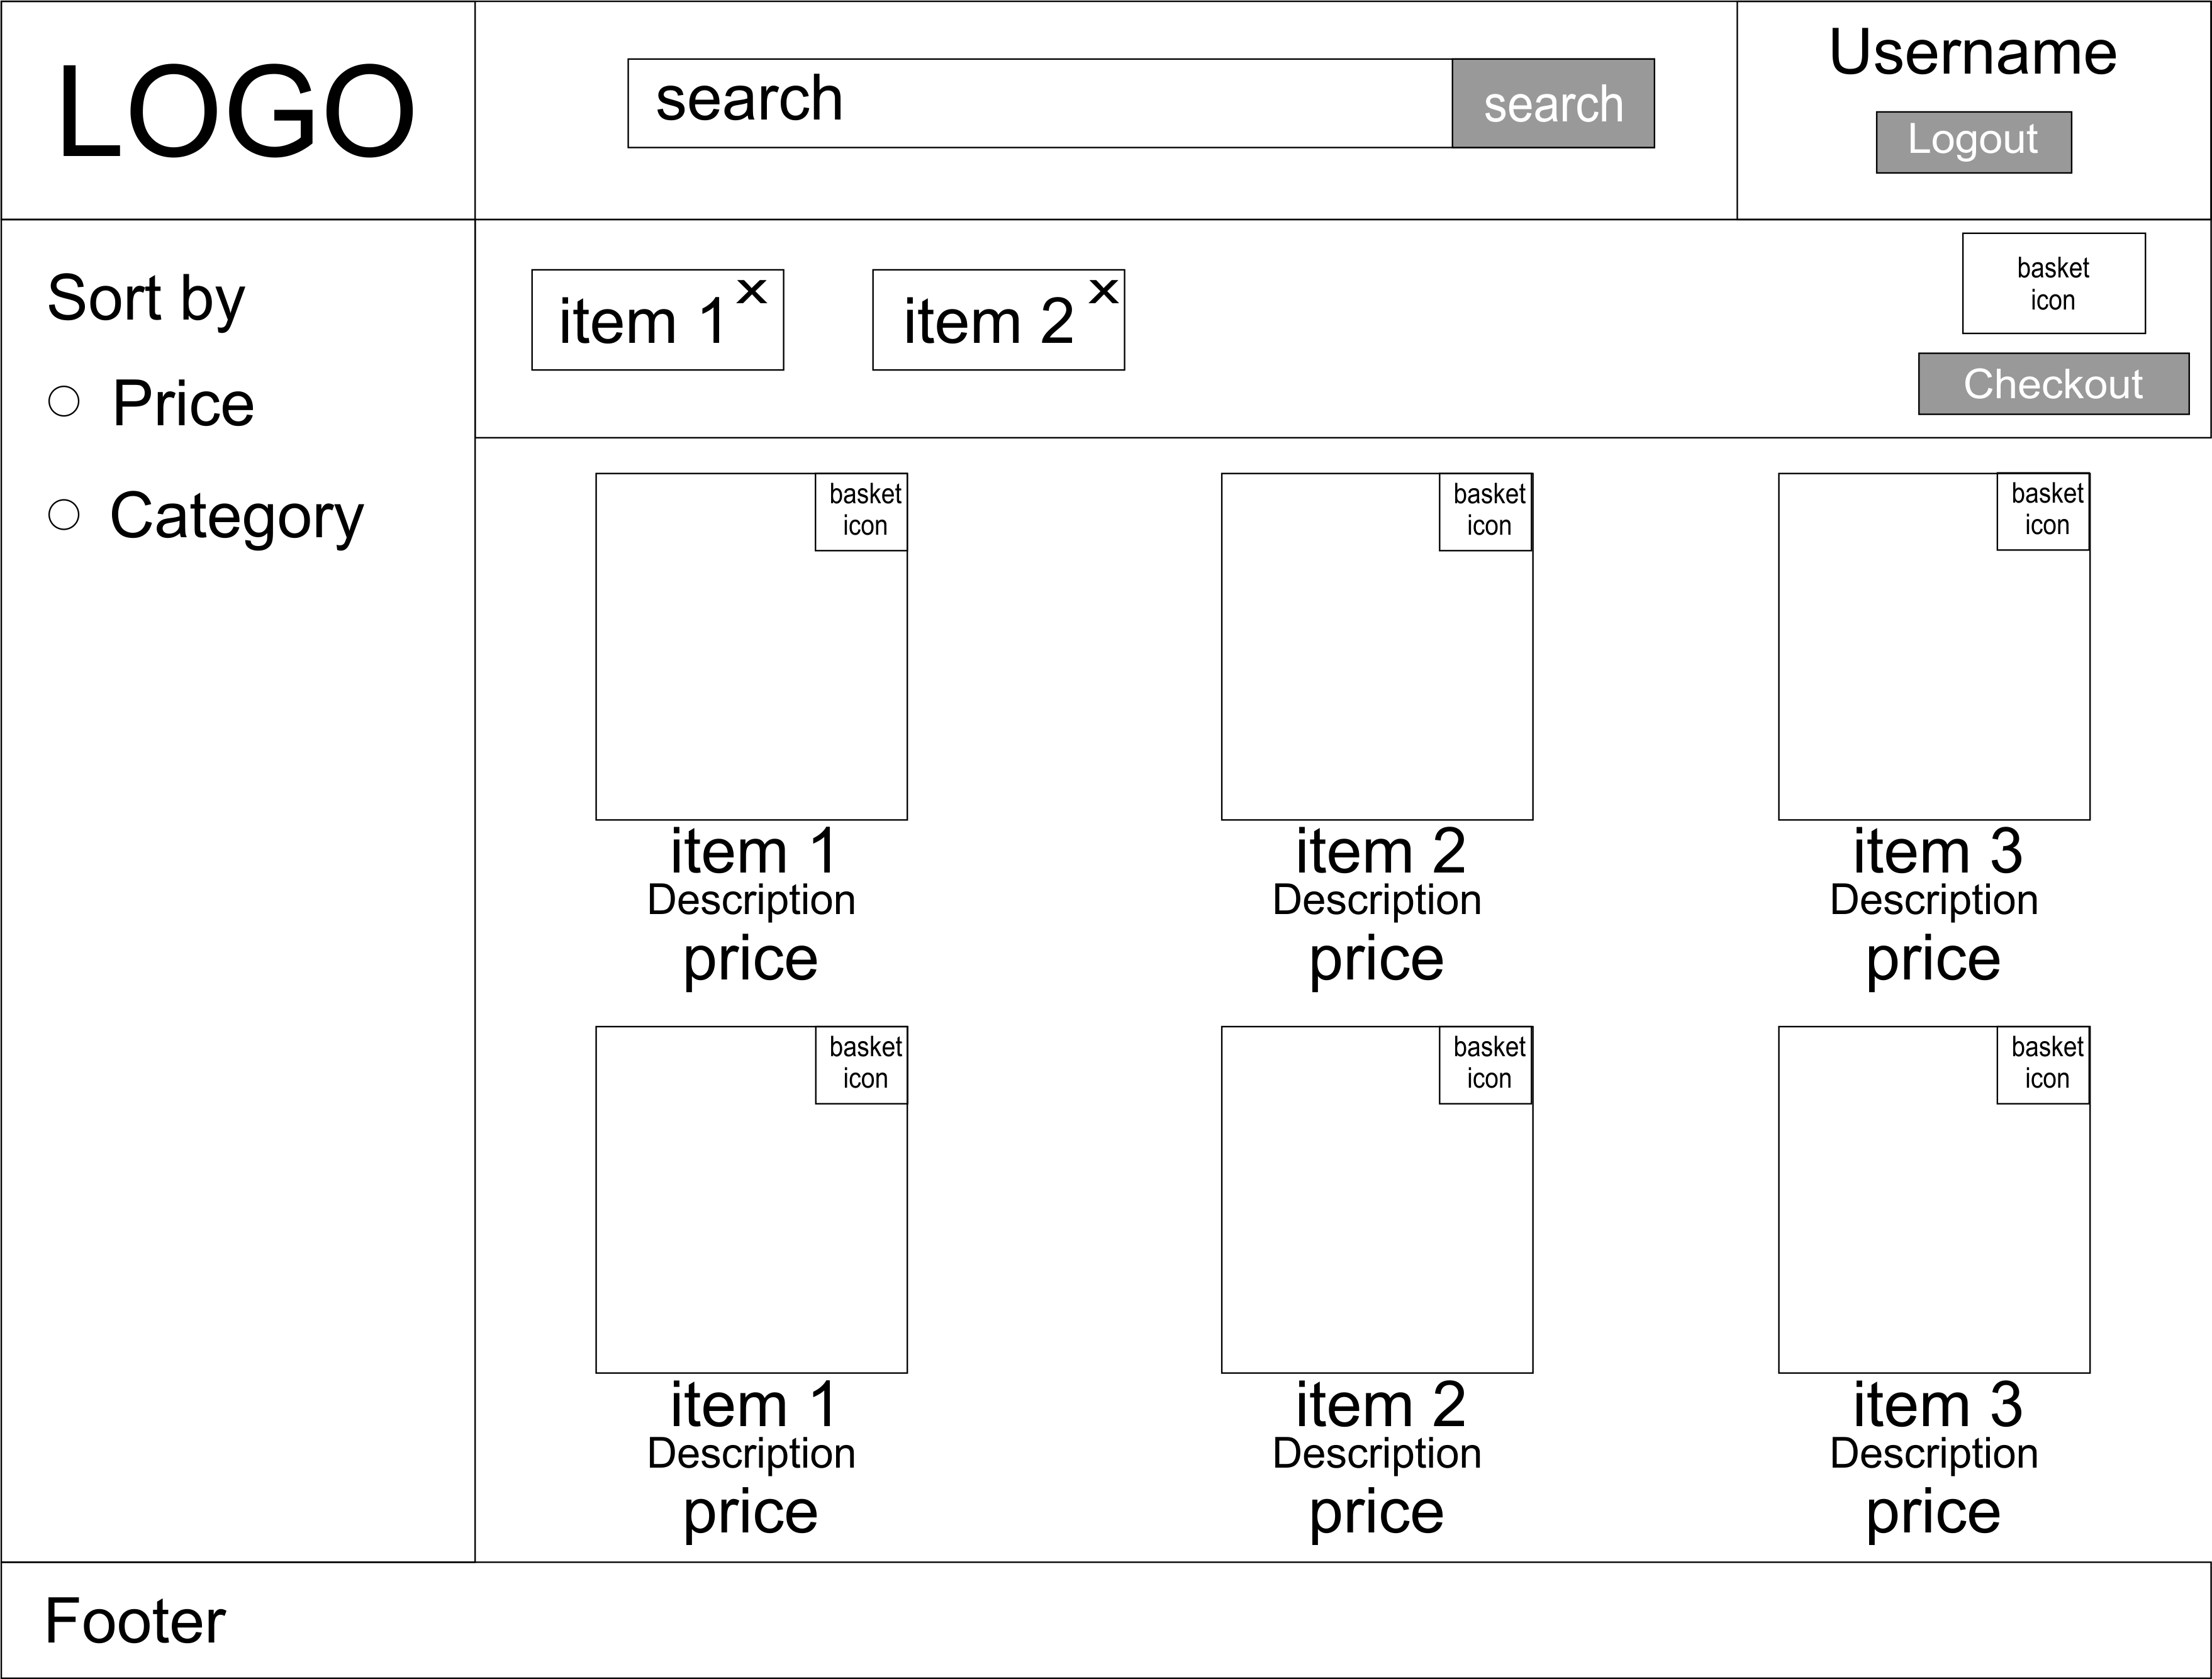 LOGO
search
search
Username
Logout
Sort by
Price
Category
item 1 x
item 2 x
basket
icon
Checkout
basket
icon
basket
icon
basket
icon
item 1
Description
price
item 2
Description
price
item 3
Description
price
basket
icon
basket
icon
basket
icon
item 1
Description
price
item 2
Description
price
item 3
Description
price
Footer